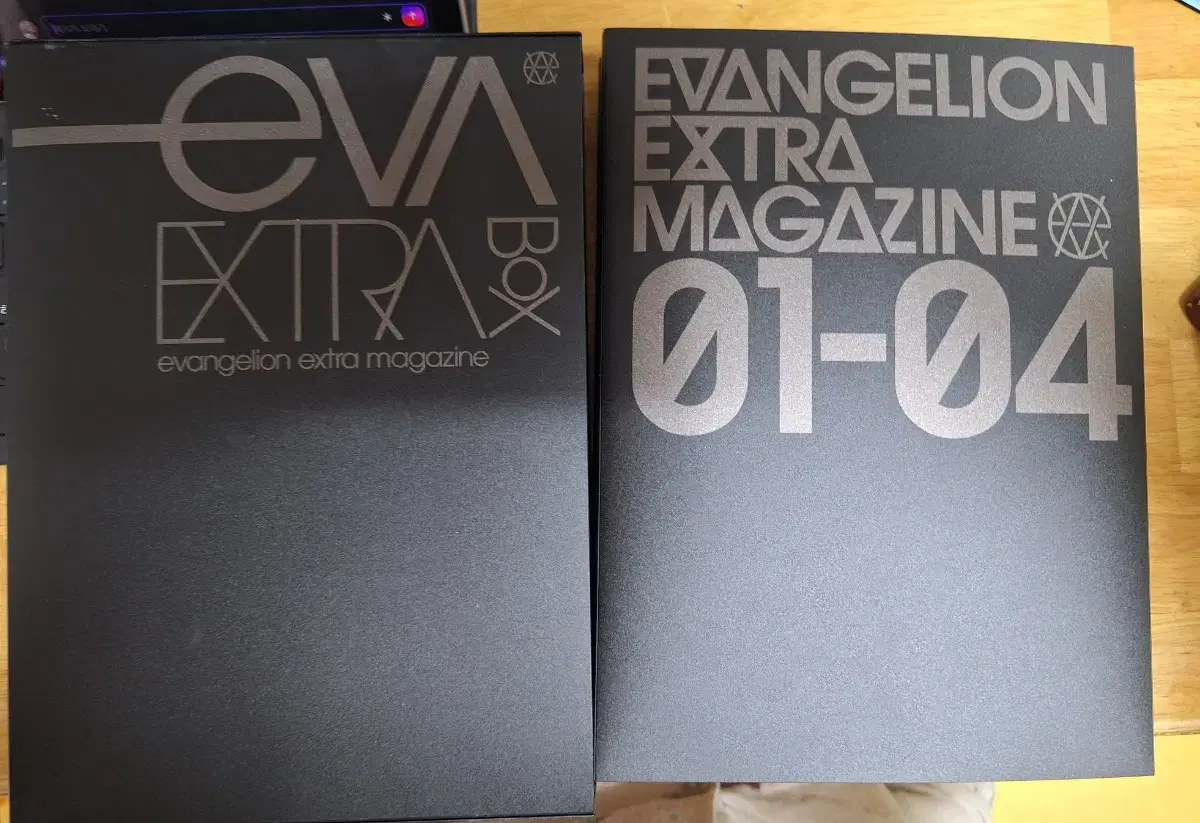 eVA
EXTRA
BOX
evangelion extra magazine
EVANGELION
EXTRA
MAGAZINE
01-04